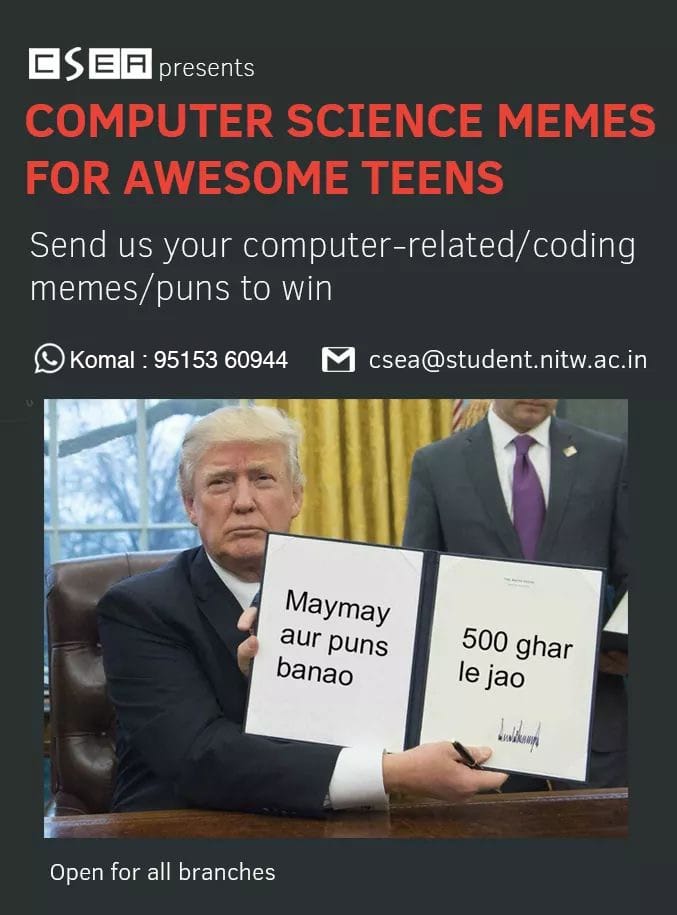 CSEA presents
COMPUTER SCIENCE MEMES
FOR AWESOME TEENS
Send us your computer-related/coding
memes/puns to win
Komal : 95153 60944
csea@student.nitw.ac.in
Maymay
aur puns
banao
500 ghar
le jao
Open for all branches